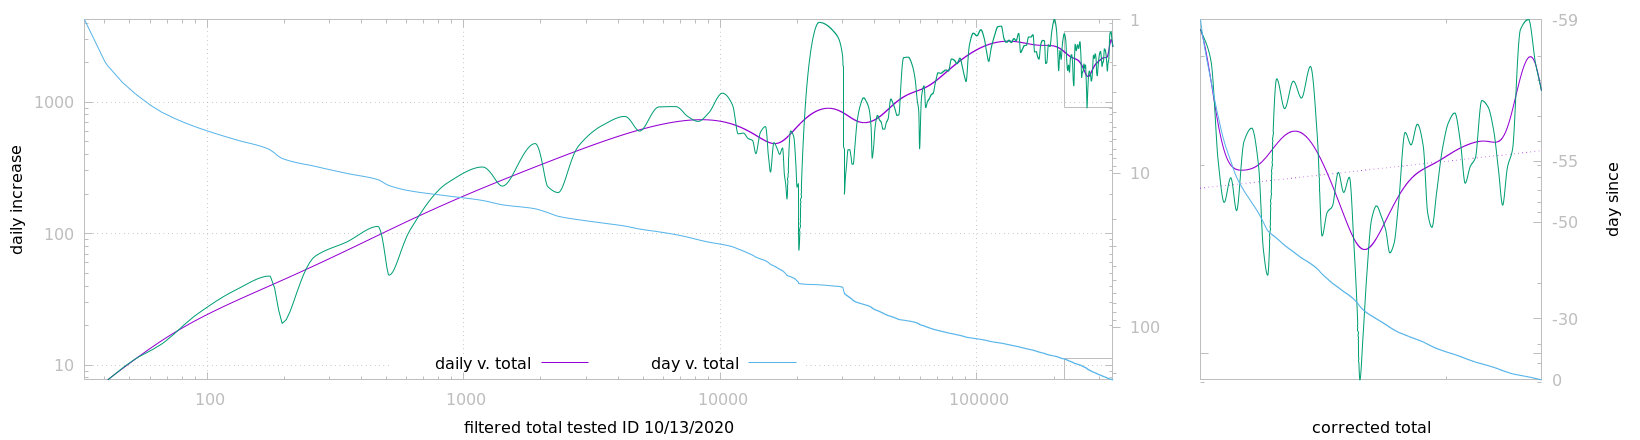 daily increase
1000
100
10
100
1000
10000
100000
1
10
100
daily v. total
day v. total
filtered total tested ID 10/13/2020
-59
-55
-50
-30
0
day since
corrected total